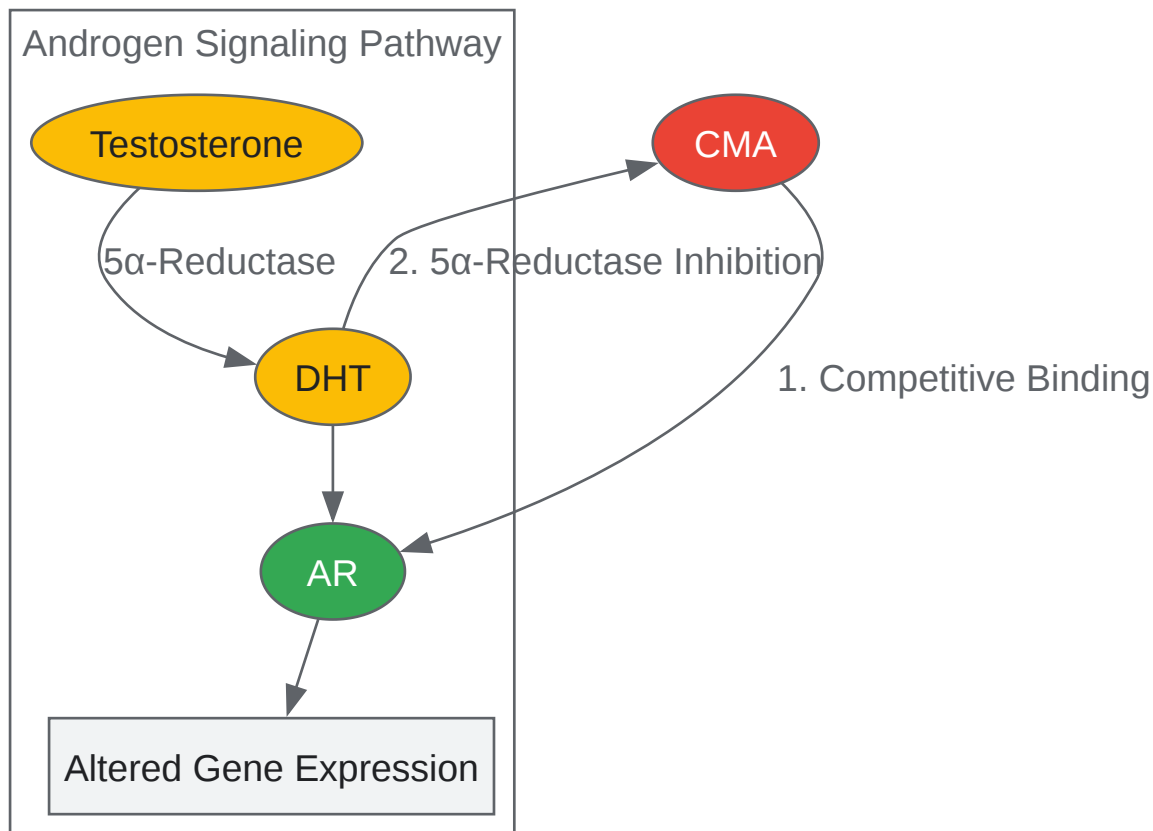 Androgen Signaling Pathway
Testosterone
CMA
5α-Reductase
2. 5α-Reductase Inhibition
DHT
1. Competitive Binding
AR
Altered Gene Expression